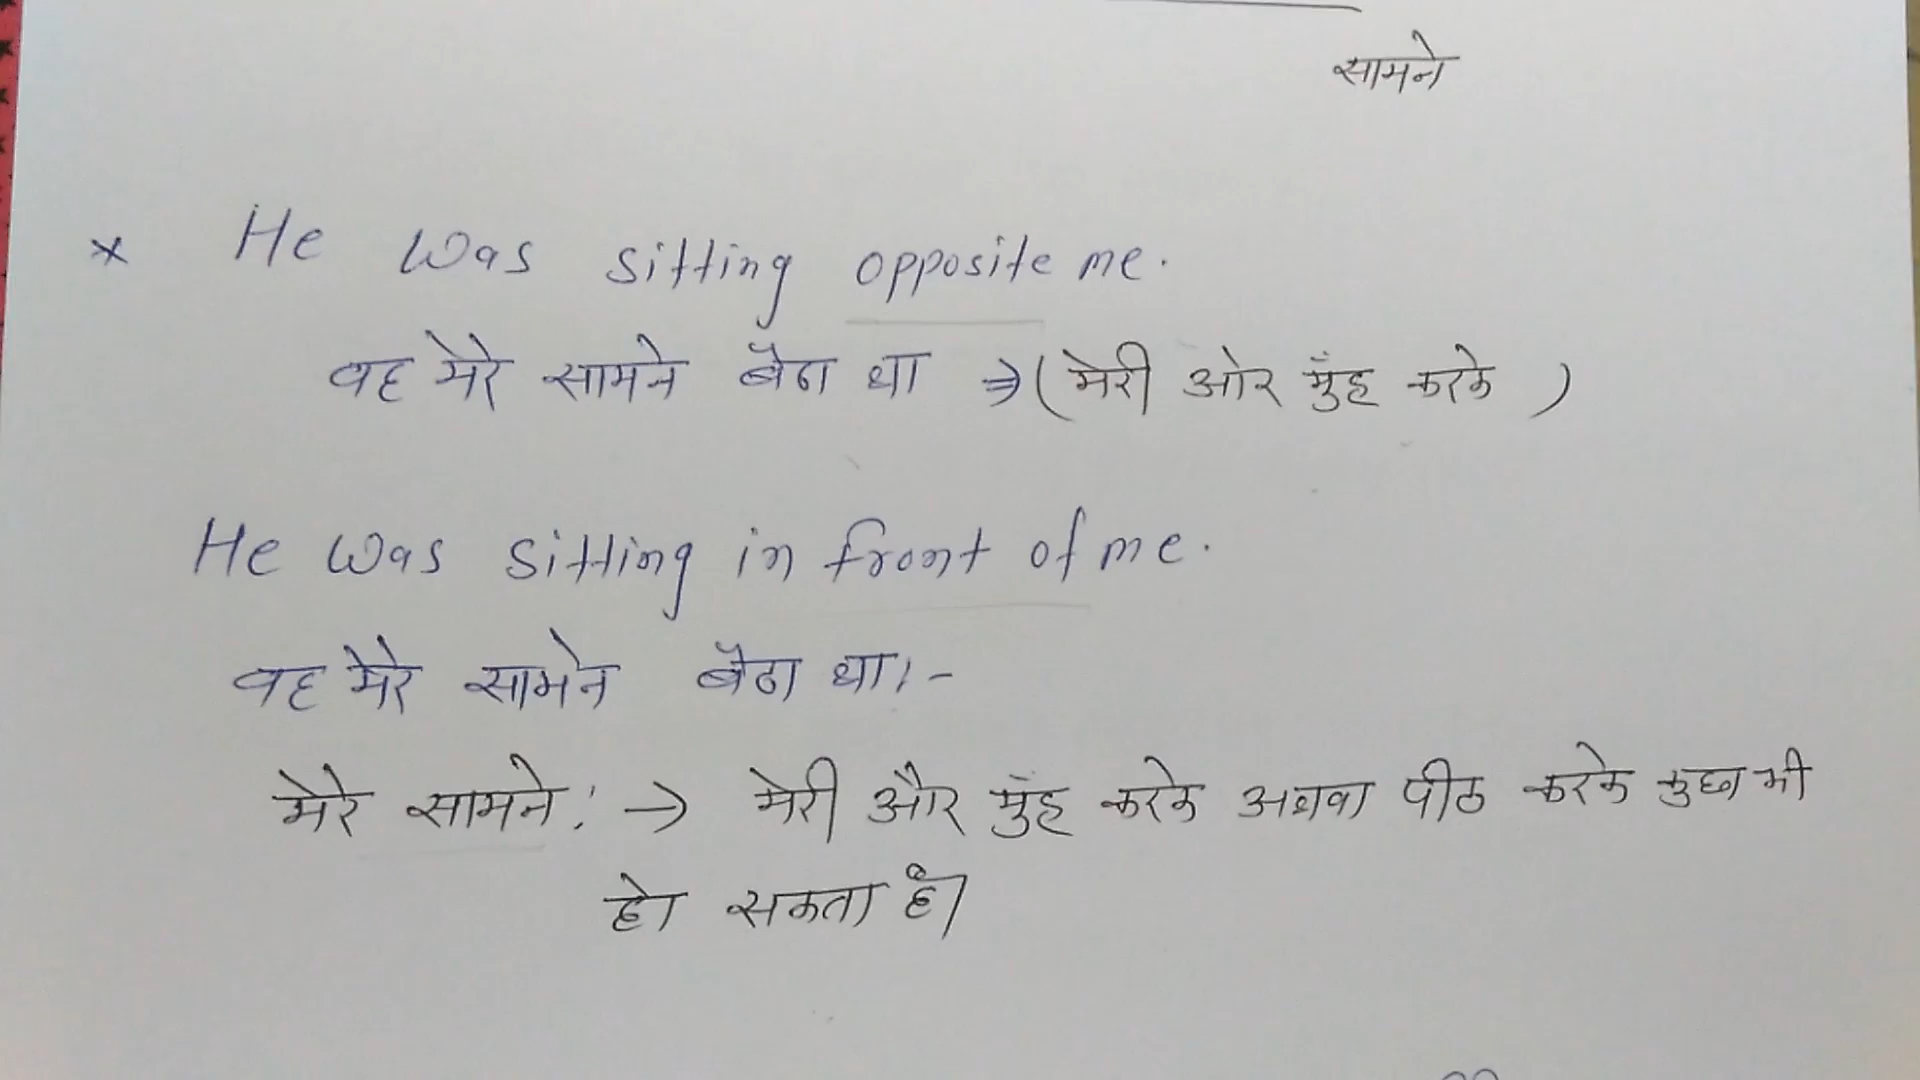 सामने
* He was sitting opposite me.
वह मेरे सामने बैठा था ⇒ (मेरी ओर मुँह करके )
He was sitting in front of me.
वह मेरे सामने बैठा था। -
मेरे सामने : → मेरी और मुँह करके अथवा पीठ करके कुछ भी
हो सकता है।